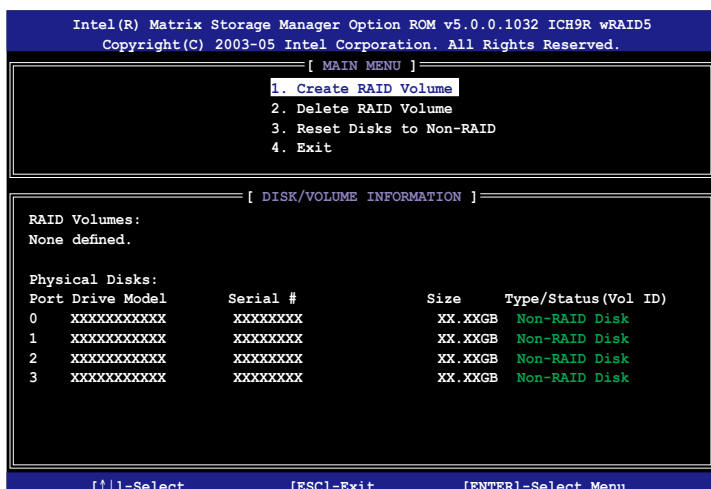 Intel(R) Matrix Storage Manager Option ROM v5.0.0.1032 ICH9R wRAID5
Copyright(C) 2003-05 Intel Corporation. All Rights Reserved.
[ MAIN MENU ]
1. Create RAID Volume
2. Delete RAID Volume
3. Reset Disks to Non-RAID
4. Exit
[ DISK/VOLUME INFORMATION ]
RAID Volumes:
None defined.
Physical Disks:
Port Drive Model Serial # Size Type/Status(Vol ID)
0 XXXXXXXXXXX XXXXXXXX XX.XXGB Non-RAID Disk
1 XXXXXXXXXXX XXXXXXXX XX.XXGB Non-RAID Disk
2 XXXXXXXXXXX XXXXXXXX XX.XXGB Non-RAID Disk
3 XXXXXXXXXXX XXXXXXXX XX.XXGB Non-RAID Disk
[↑↓]-Select [ESC]-Exit [ENTER]-Select Menu